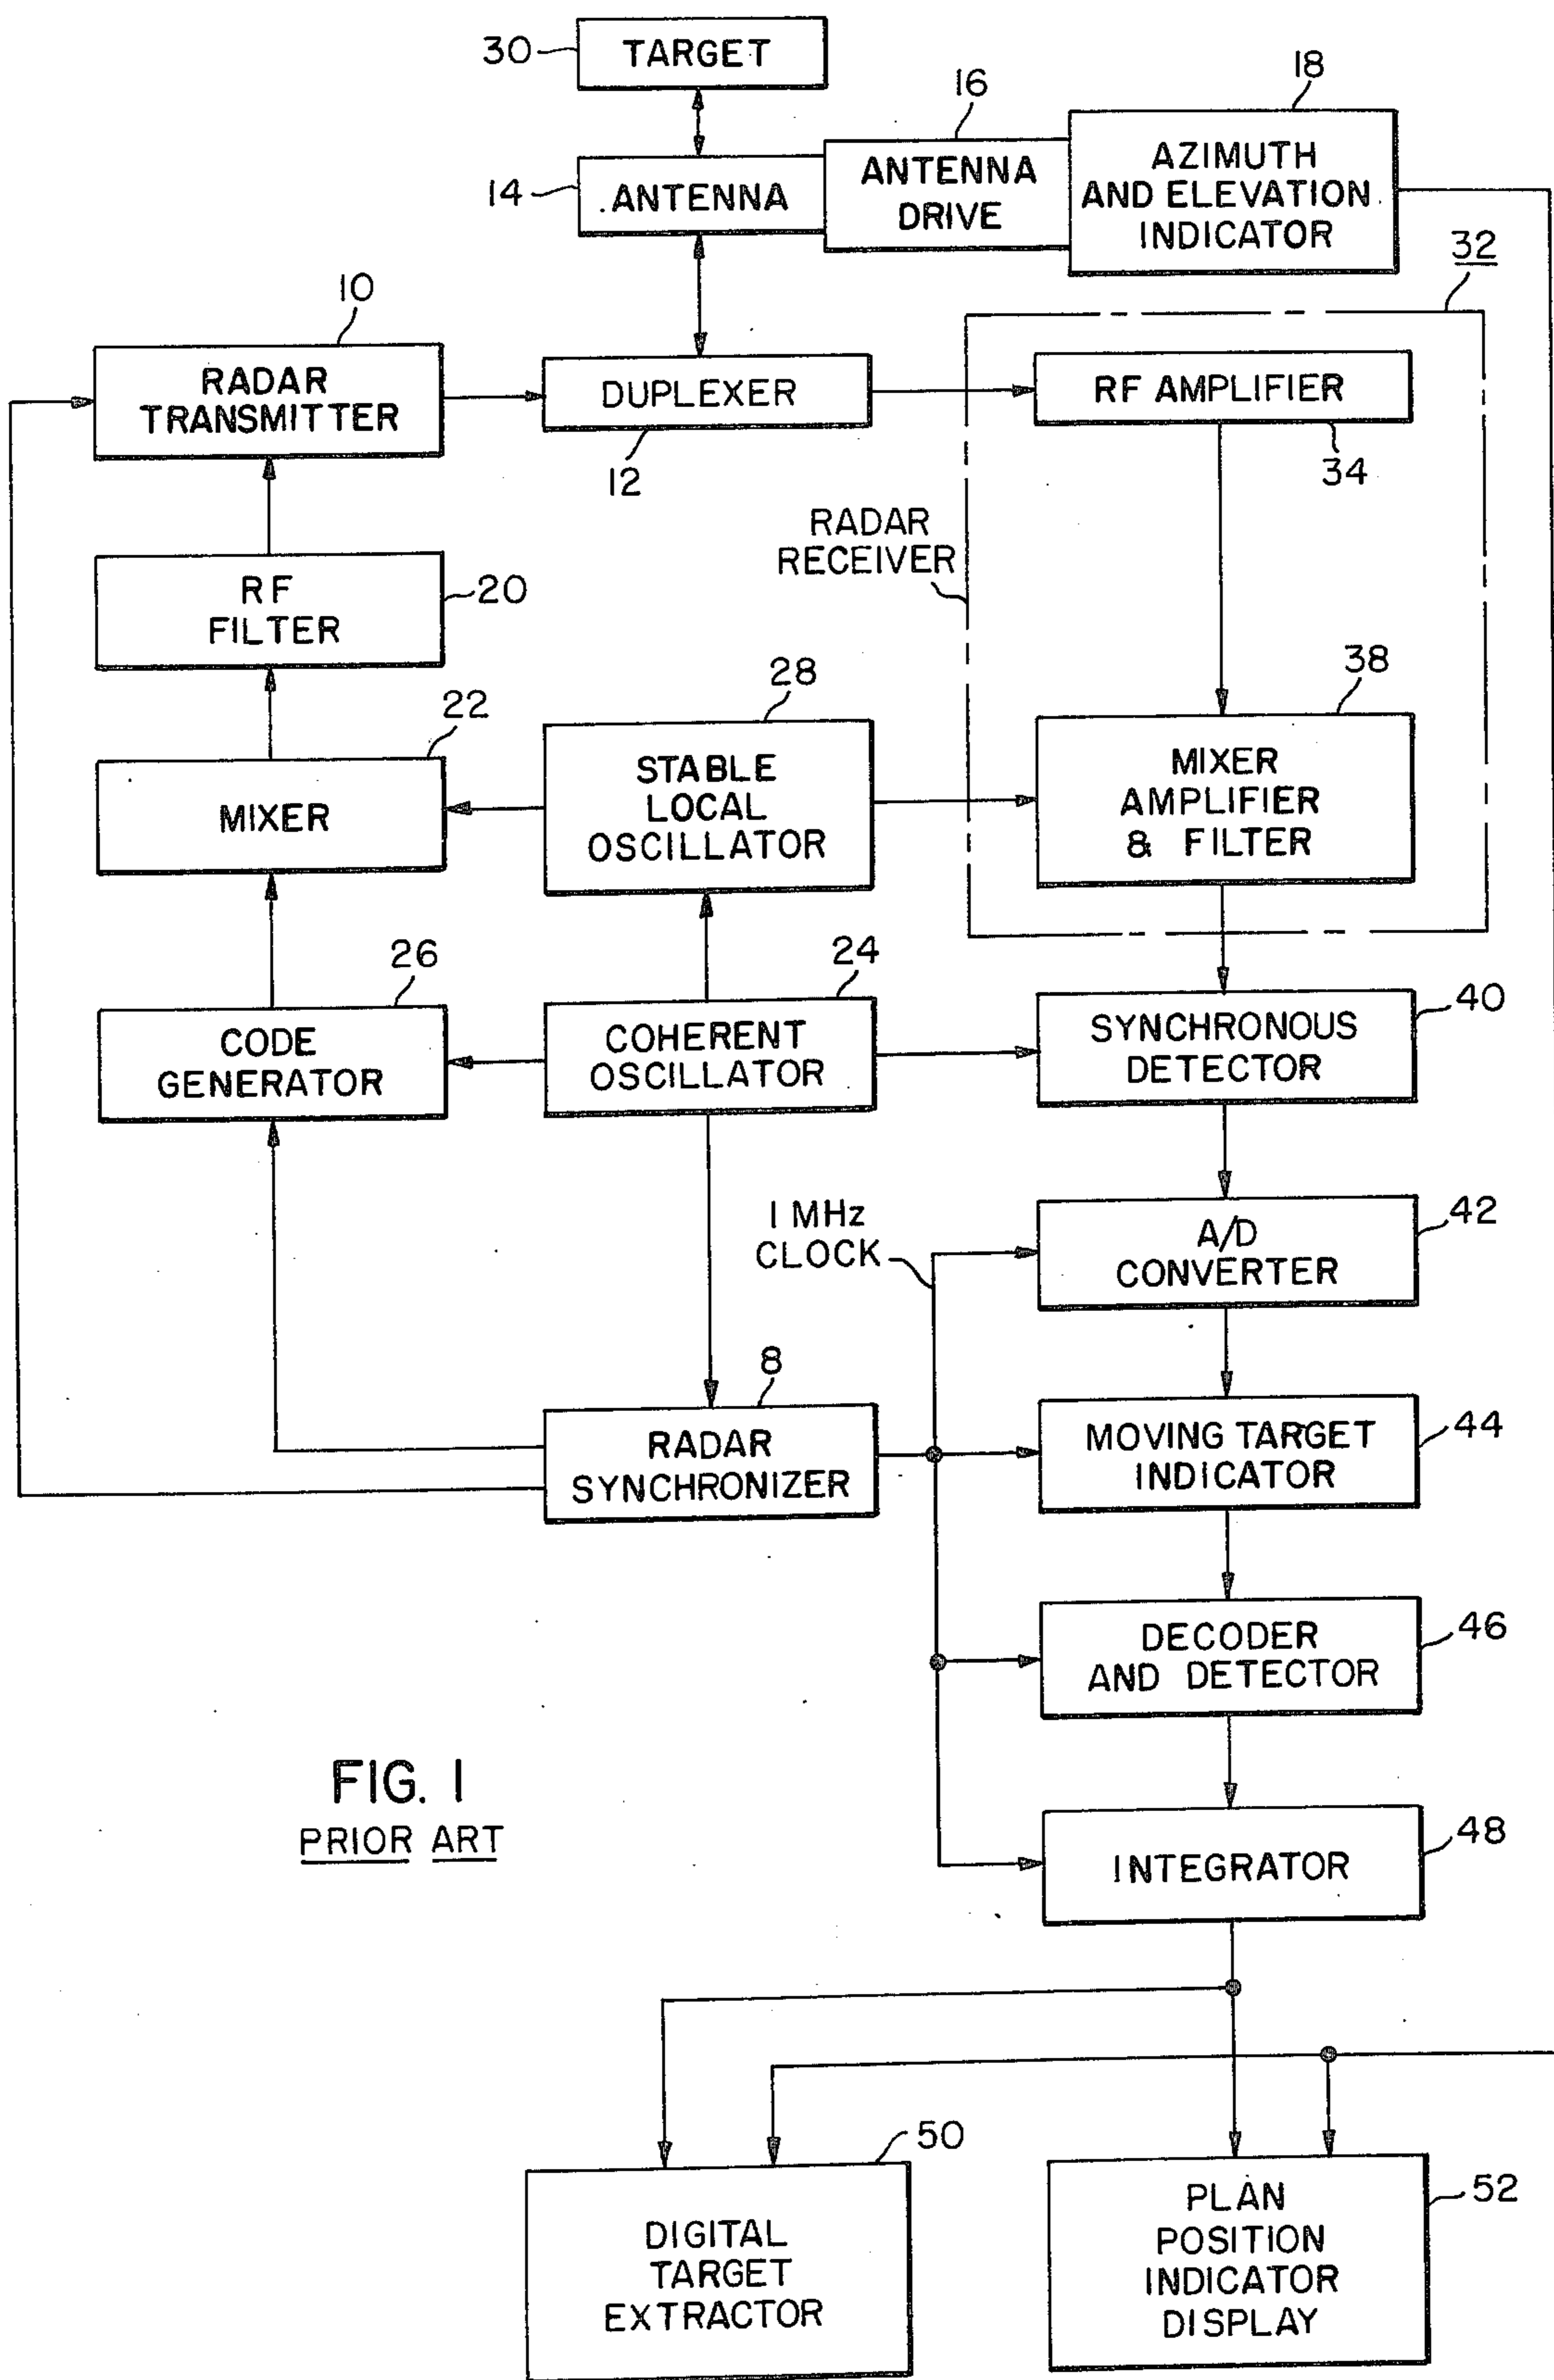 30
TARGET
16
18
14
ANTENNA
ANTENNA
DRIVE
AZIMUTH
AND ELEVATION
INDICATOR
32
10
RADAR
TRANSMITTER
DUPLEXER
12
RF AMPLIFIER
34
RADAR
RECEIVER
RF
FILTER
20
22
MIXER
28
STABLE
LOCAL
OSCILLATOR
38
MIXER
AMPLIFIER
& FILTER
26
CODE
GENERATOR
24
COHERENT
OSCILLATOR
SYNCHRONOUS
DETECTOR
40
1 MHz
CLOCK
A/D
CONVERTER
42
8
RADAR
SYNCHRONIZER
MOVING TARGET
INDICATOR
44
DECODER
AND DETECTOR
46
FIG. 1
PRIOR ART
INTEGRATOR
48
50
DIGITAL
TARGET
EXTRACTOR
PLAN
POSITION
INDICATOR
DISPLAY
52